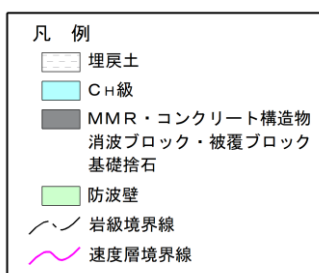 凡　例
埋戻土
CH級
MMR・コンクリート構造物
消波ブロック・被覆ブロック
基礎捨石
防波壁
岩級境界線
速度層境界線